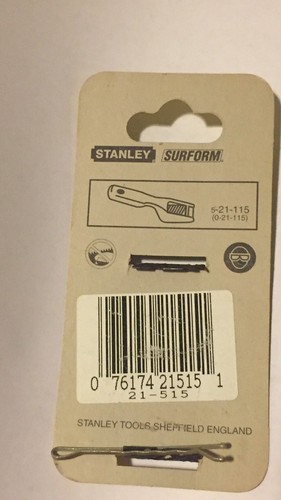 STANLEY SURFORM
5-21-115
(0-21-115)
0 76174 21515 1
21-515
STANLEY TOOLS SHEFFIELD ENGLAND